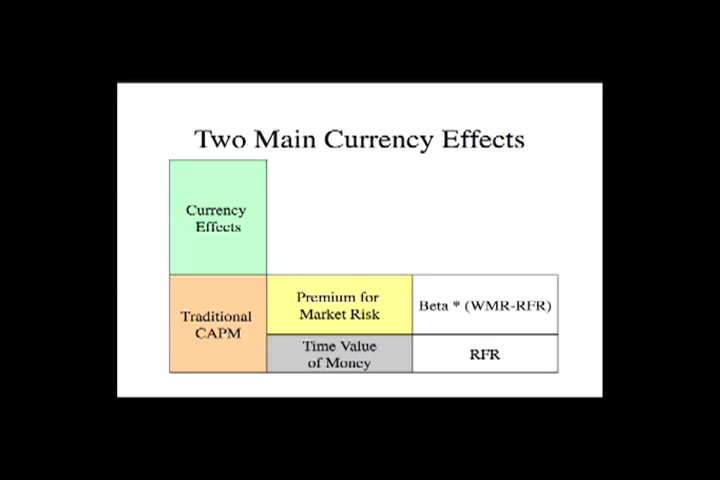 Two Main Currency Effects
Currency
Effects
Traditional
CAPM
Premium for
Market Risk
Beta * (WMR-RFR)
Time Value
of Money
RFR